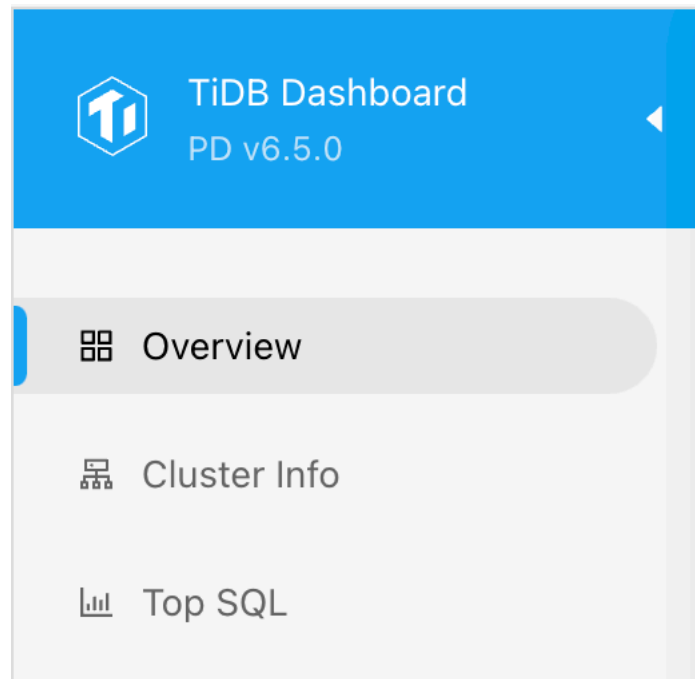 TiDB Dashboard
PD v6.5.0
Overview
Cluster Info
Top SQL